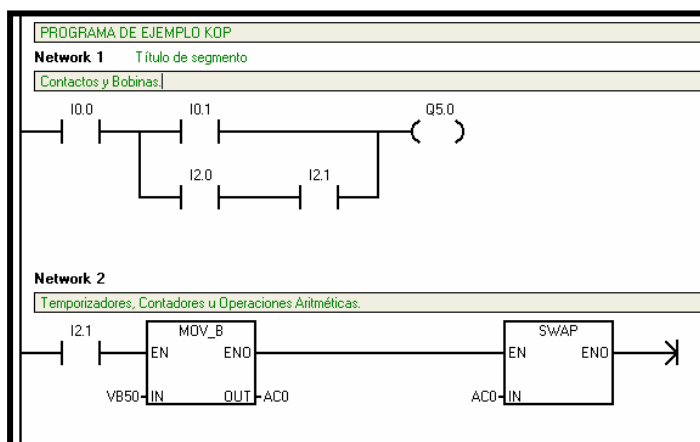 PROGRAMA DE EJEMPLO KOP
Network 1 Título de segmento
Contactos y Bobinas.
I0.0 I0.1 Q5.0
I2.0 I2.1
Network 2
Temporizadores, Contadores u Operaciones Aritméticas.
I2.1 MOV_B SWAP
EN ENO EN ENO
VB50 IN OUT AC0 AC0 IN